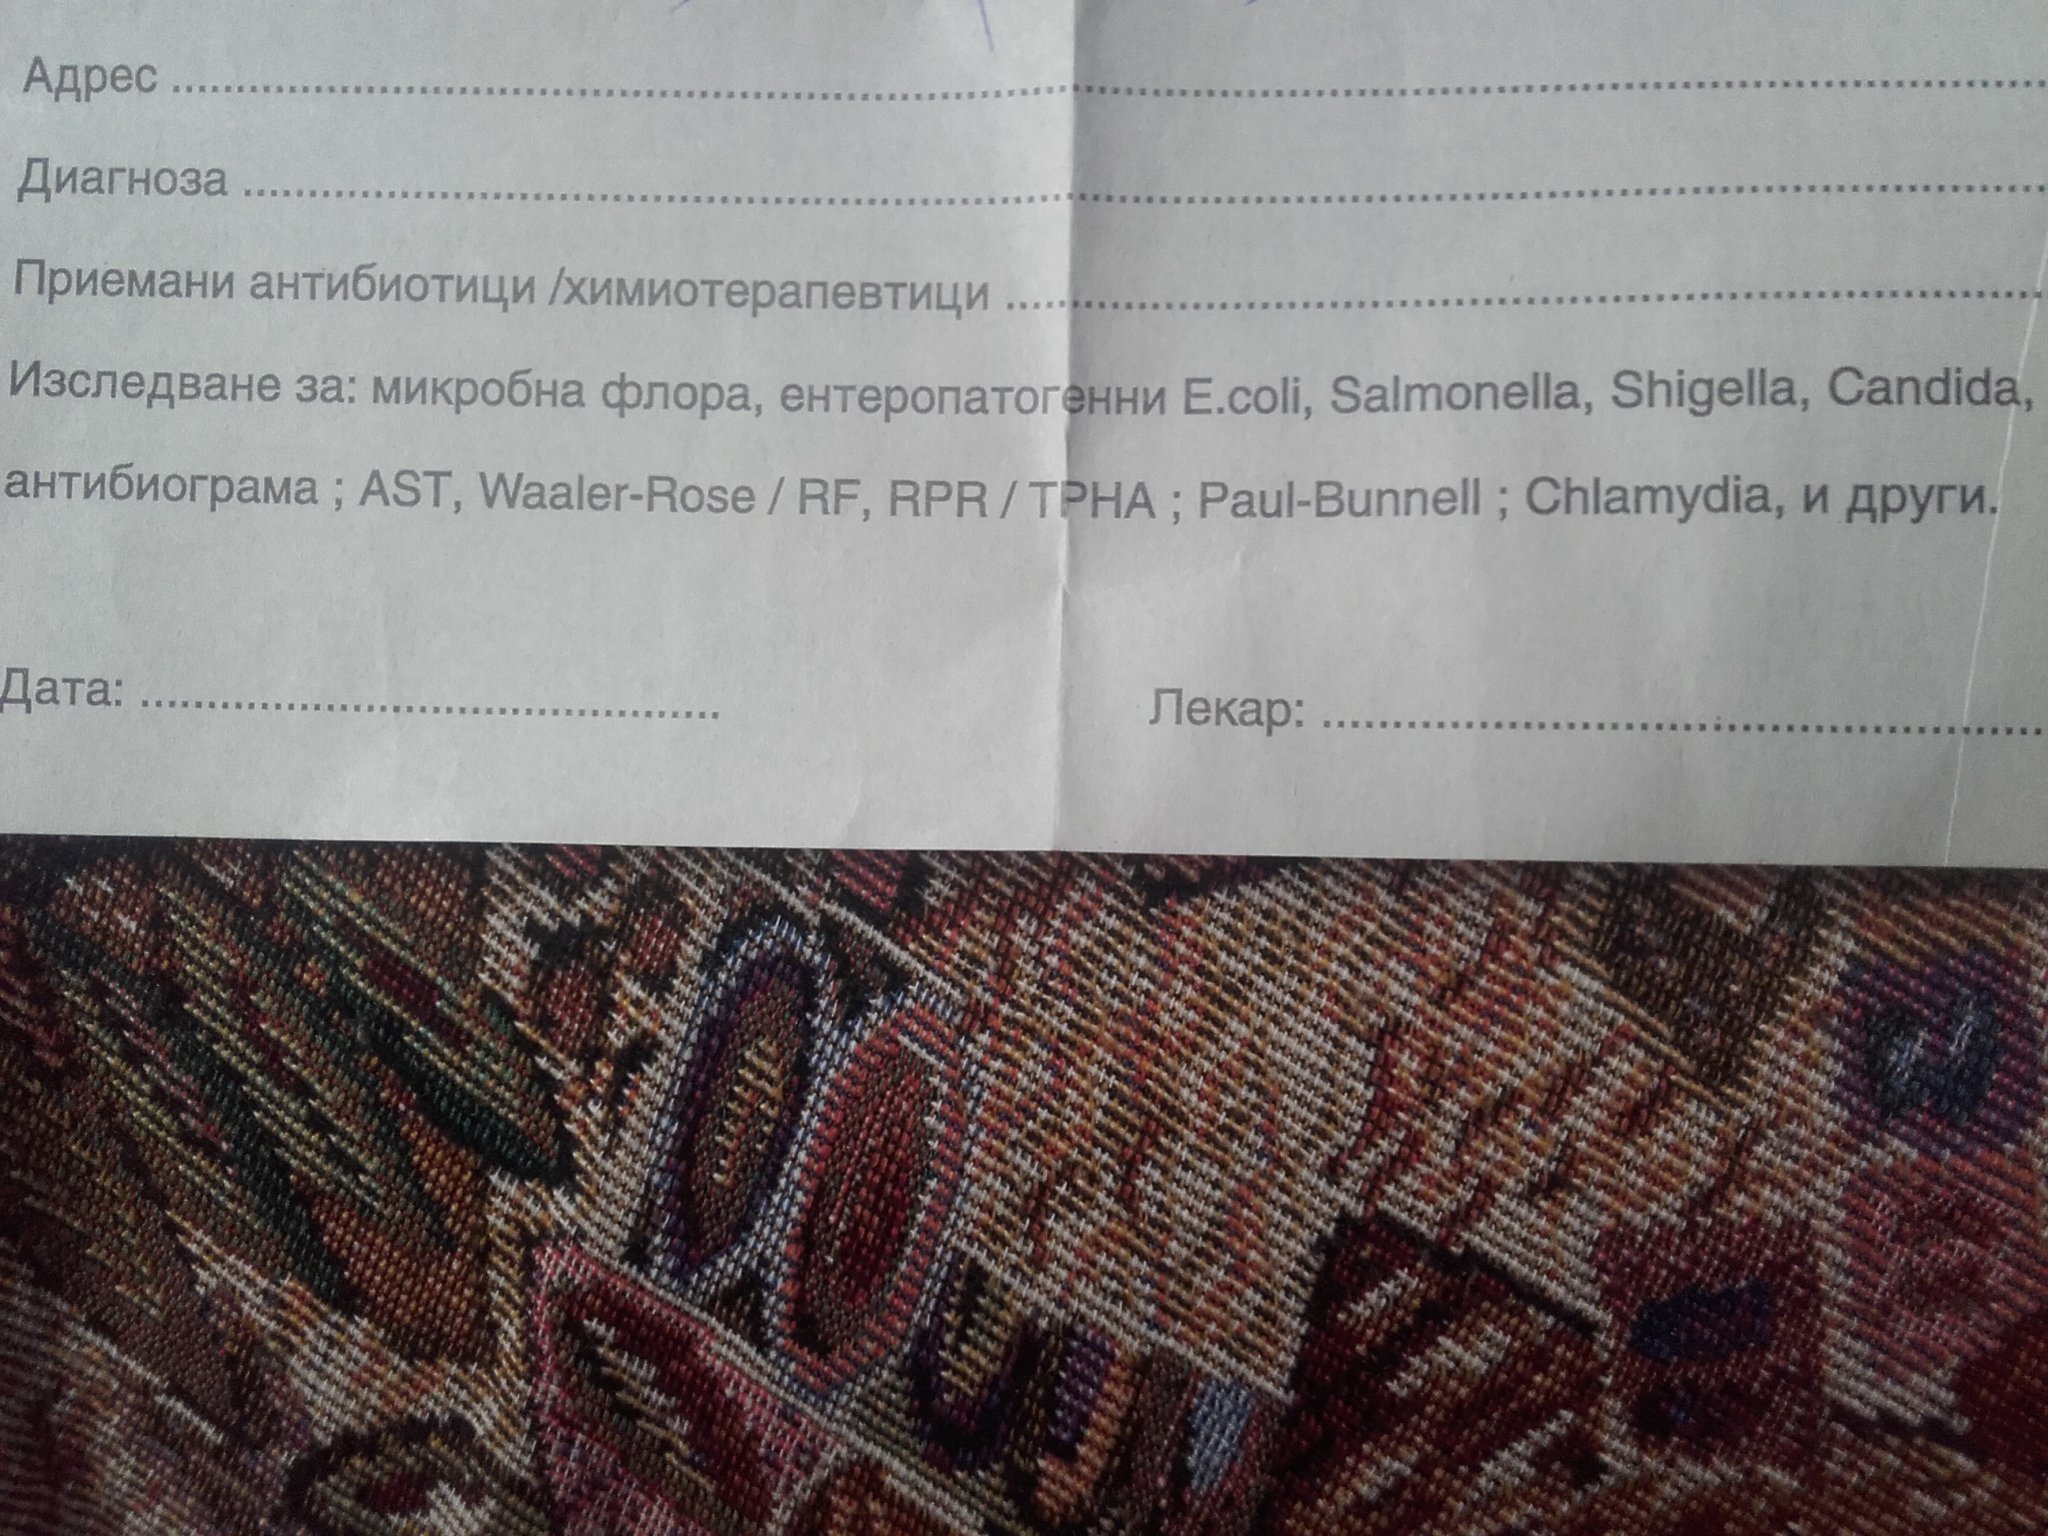 Адрес ........................................................................................................
Диагноза ........................................................................................................
Приемани антибиотици /химиотерапевтици ............................................................
Изследване за: микробна флора, ентеропатогенни E.coli, Salmonella, Shigella, Candida,
антибиограма ; AST, Waaler-Rose / RF, RPR / TPHA ; Paul-Bunnell ; Chlamydia, и други.
Дата: ............................................. Лекар: .............................................